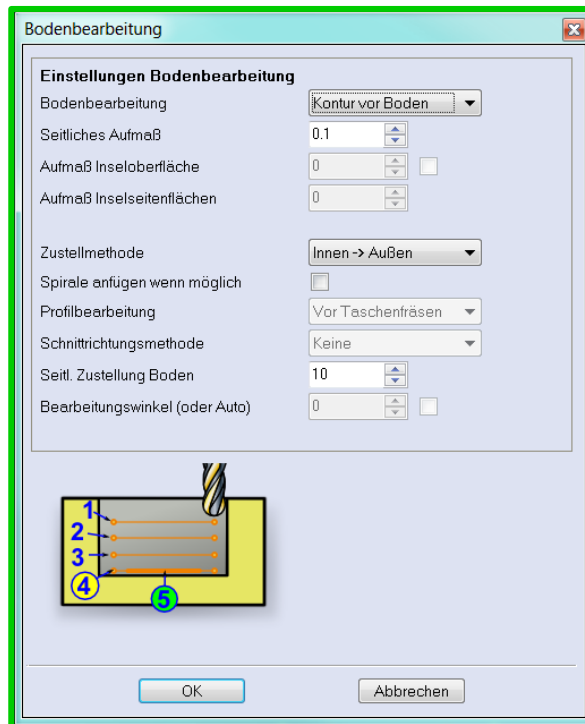 Bodenbearbeitung
Einstellungen Bodenbearbeitung
Bodenbearbeitung Kontur vor Boden
Seitliches Aufmaß 0.1
Aufmaß Inseloberfläche 0
Aufmaß Inselseitenflächen 0
Zustellmethode Innen -> Außen
Spirale anfügen wenn möglich
Profilbearbeitung Vor Taschenfräsen
Schnittrichtungsmethode Keine
Seitl. Zustellung Boden 10
Bearbeitungswinkel (oder Auto) 0
1
2
3
4
5
OK Abbrechen